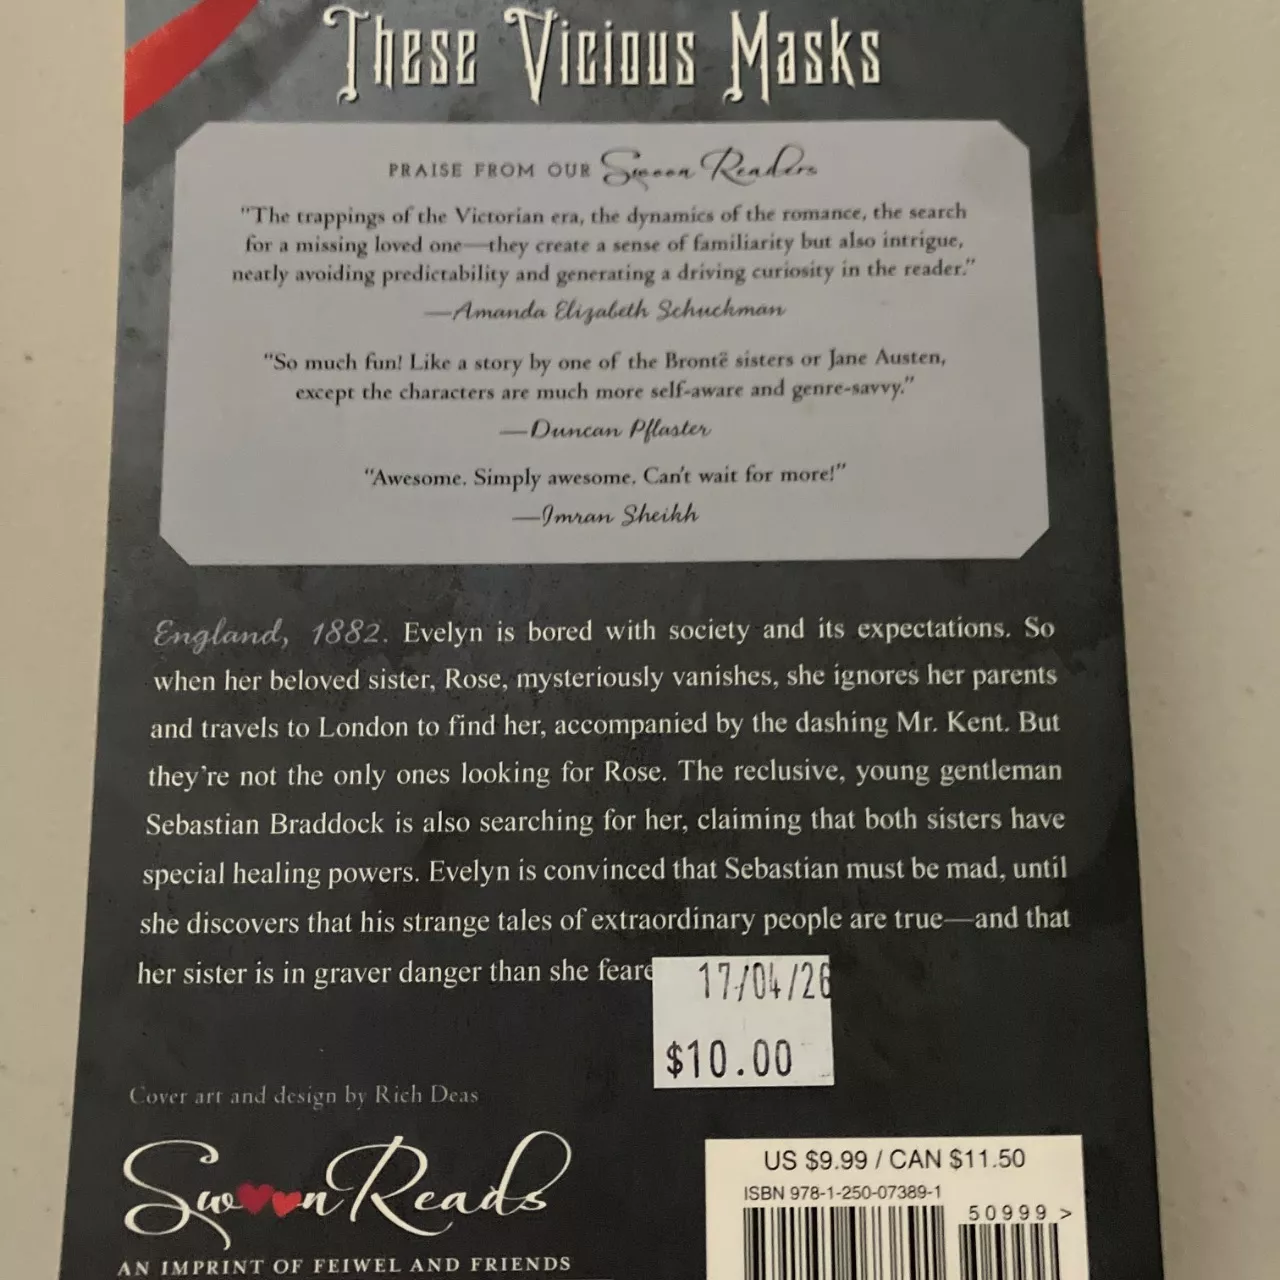 These Vicious Masks
PRAISE FROM OUR Swoon Readers
“The trappings of the Victorian era, the dynamics of the romance, the search
for a missing loved one—they create a sense of familiarity but also intrigue,
neatly avoiding predictability and generating a driving curiosity in the reader.”
—Amanda Elizabeth Schuchman
“So much fun! Like a story by one of the Brontë sisters or Jane Austen,
except the characters are much more self-aware and genre-savvy.”
—Duncan Pflaster
“Awesome. Simply awesome. Can't wait for more!”
—Imran Sheikh
England, 1882. Evelyn is bored with society and its expectations. So
when her beloved sister, Rose, mysteriously vanishes, she ignores her parents
and travels to London to find her, accompanied by the dashing Mr. Kent. But
they’re not the only ones looking for Rose. The reclusive, young gentleman
Sebastian Braddock is also searching for her, claiming that both sisters have
special healing powers. Evelyn is convinced that Sebastian must be mad, until
she discovers that his strange tales of extraordinary people are true—and that
her sister is in graver danger than she feare
17/04/26
$10.00
Cover art and design by Rich Deas
Swoon Reads
AN IMPRINT OF FEIWEL AND FRIENDS
US $9.99 / CAN $11.50
ISBN 978-1-250-07389-1
50999 >